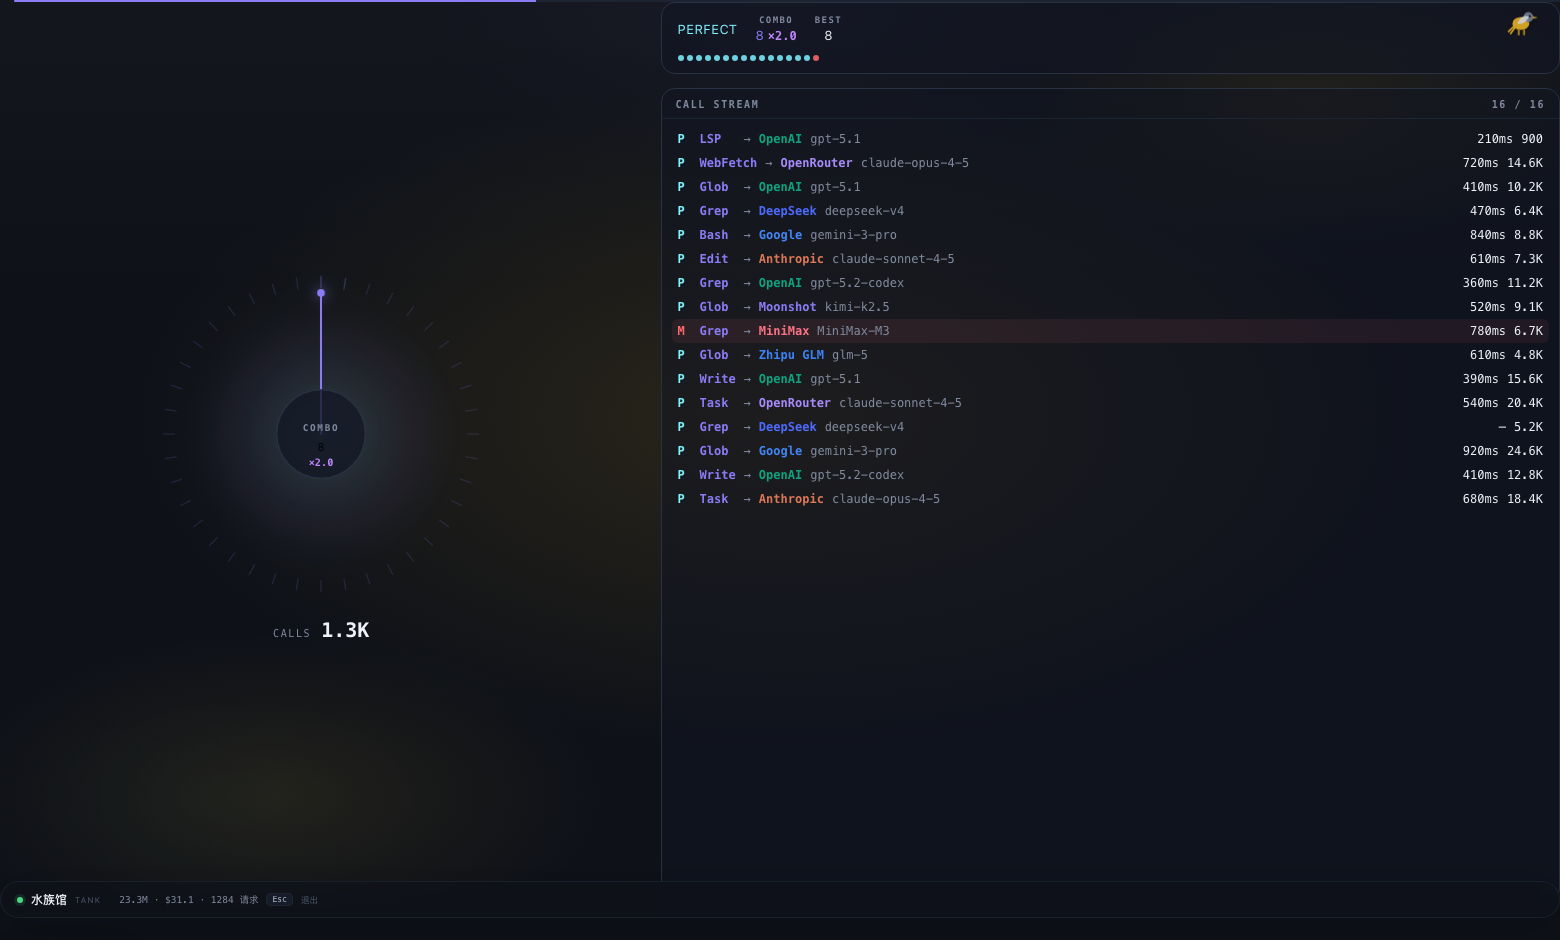 PERFECT COMBO 8 ×2.0 BEST 8
CALL STREAM 16 / 16
P LSP → OpenAI gpt-5.1 210ms 900
P WebFetch → OpenRouter claude-opus-4-5 720ms 14.6K
P Glob → OpenAI gpt-5.1 410ms 10.2K
P Grep → DeepSeek deepseek-v4 470ms 6.4K
P Bash → Google gemini-3-pro 840ms 8.8K
P Edit → Anthropic claude-sonnet-4-5 610ms 7.3K
P Grep → OpenAI gpt-5.2-codex 360ms 11.2K
P Glob → Moonshot kimi-k2.5 520ms 9.1K
M Grep → MiniMax MiniMax-M3 780ms 6.7K
P Glob → Zhipu GLM glm-5 610ms 4.8K
P Write → OpenAI gpt-5.1 390ms 15.6K
P Task → OpenRouter claude-sonnet-4-5 540ms 20.4K
P Grep → DeepSeek deepseek-v4 — 5.2K
P Glob → Google gemini-3-pro 920ms 24.6K
P Write → OpenAI gpt-5.2-codex 410ms 12.8K
P Task → Anthropic claude-opus-4-5 680ms 18.4K
COMBO
8
×2.0
CALLS 1.3K
水族馆 TANK 23.3M · $31.1 · 1284 请求 Esc 退出